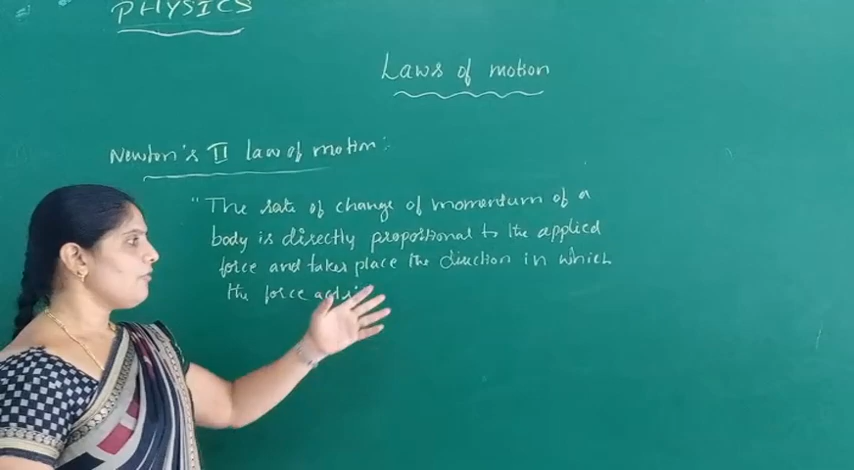 PHYSICS
Laws of motion
Newton's II law of motion:
"The rate of change of momentum of a
body is directly proportional to the applied
force and takes place the direction in which
the force acts